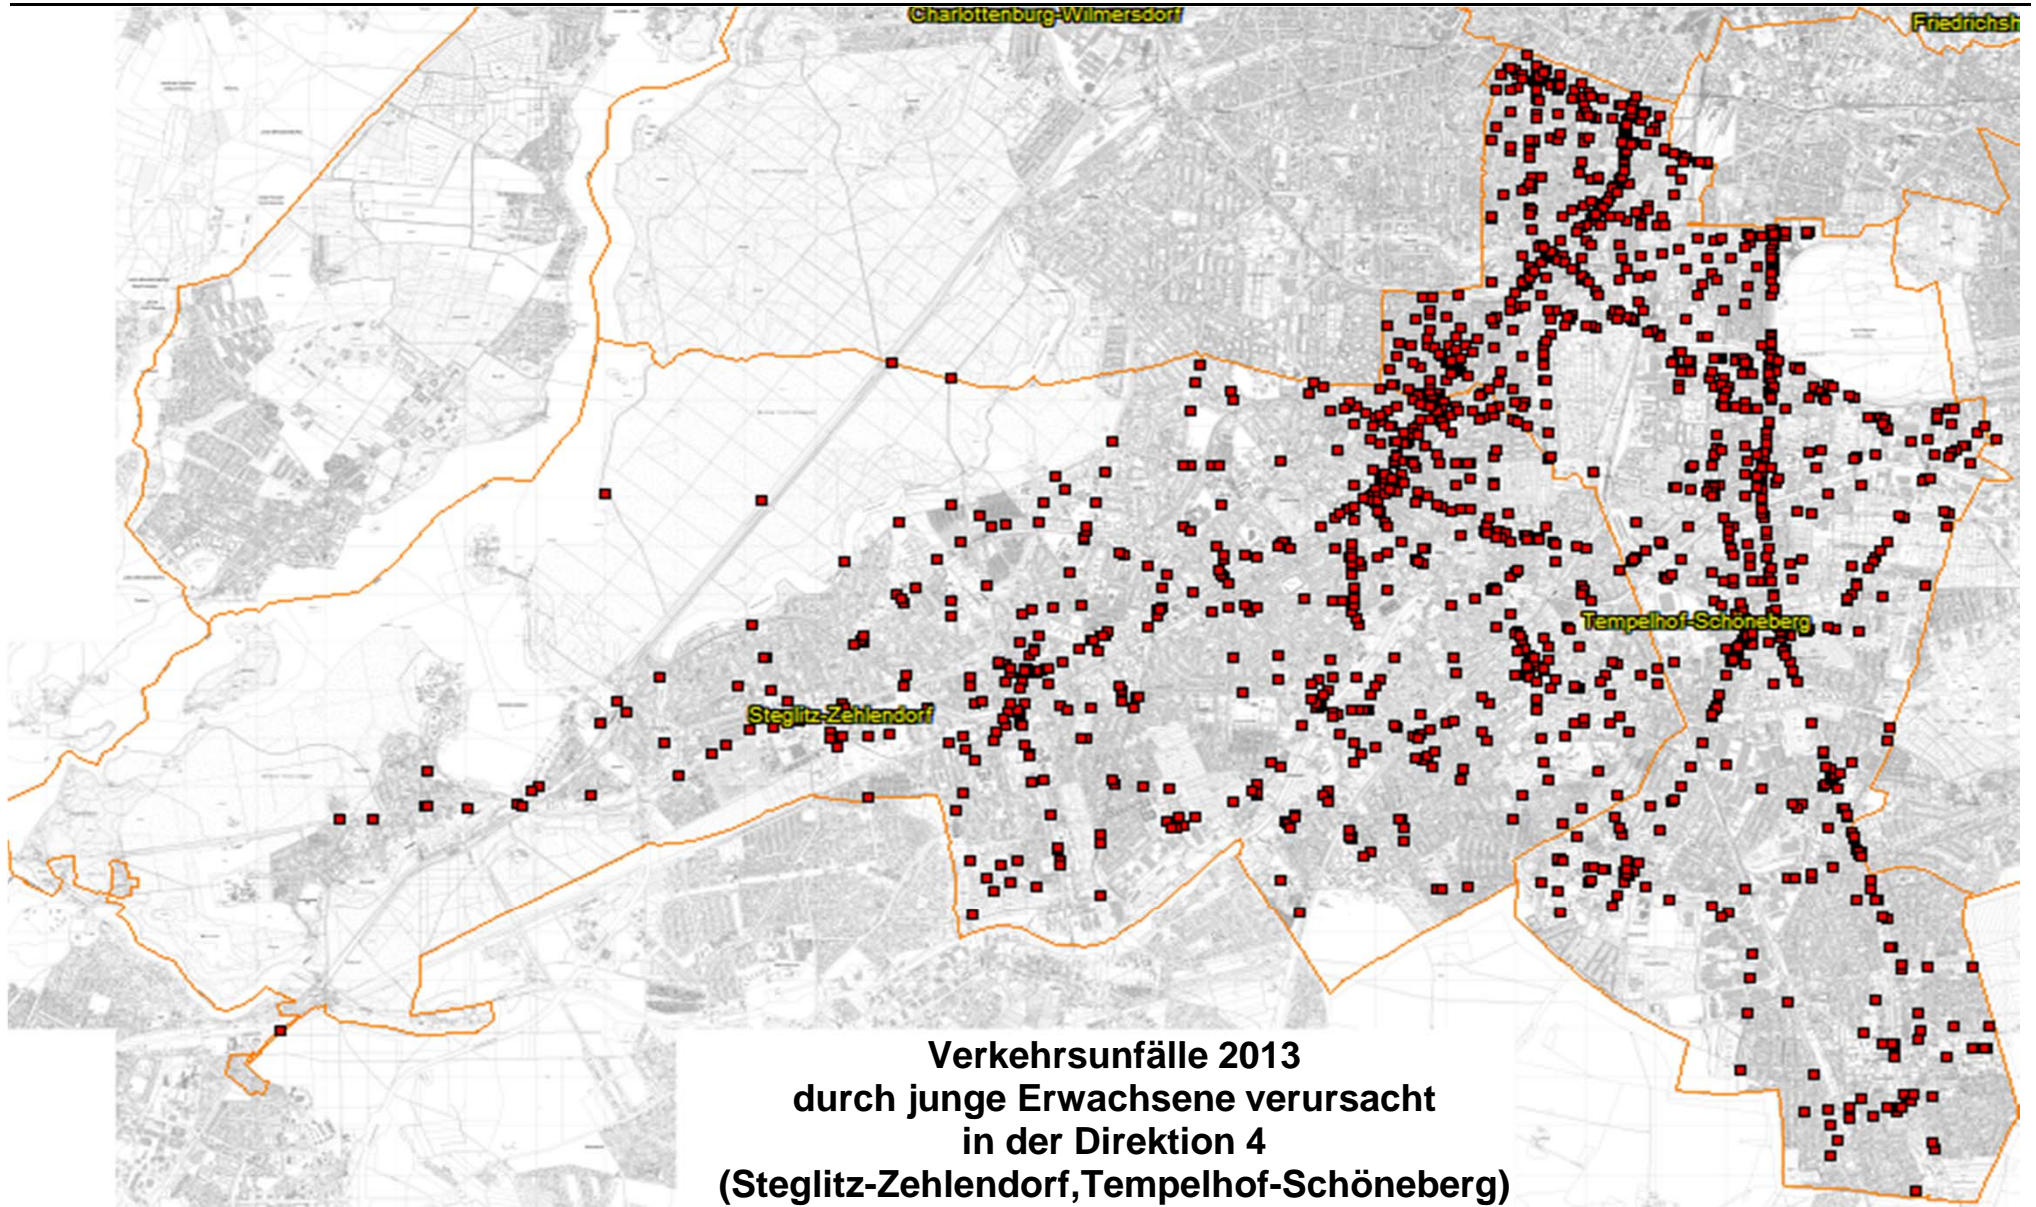 Charlottenburg-Wilmersdorf
Friedrichsh
Tempelhof-Schöneberg
Steglitz-Zehlendorf
Verkehrsunfälle 2013
durch junge Erwachsene verursacht
in der Direktion 4
(Steglitz-Zehlendorf,Tempelhof-Schöneberg)